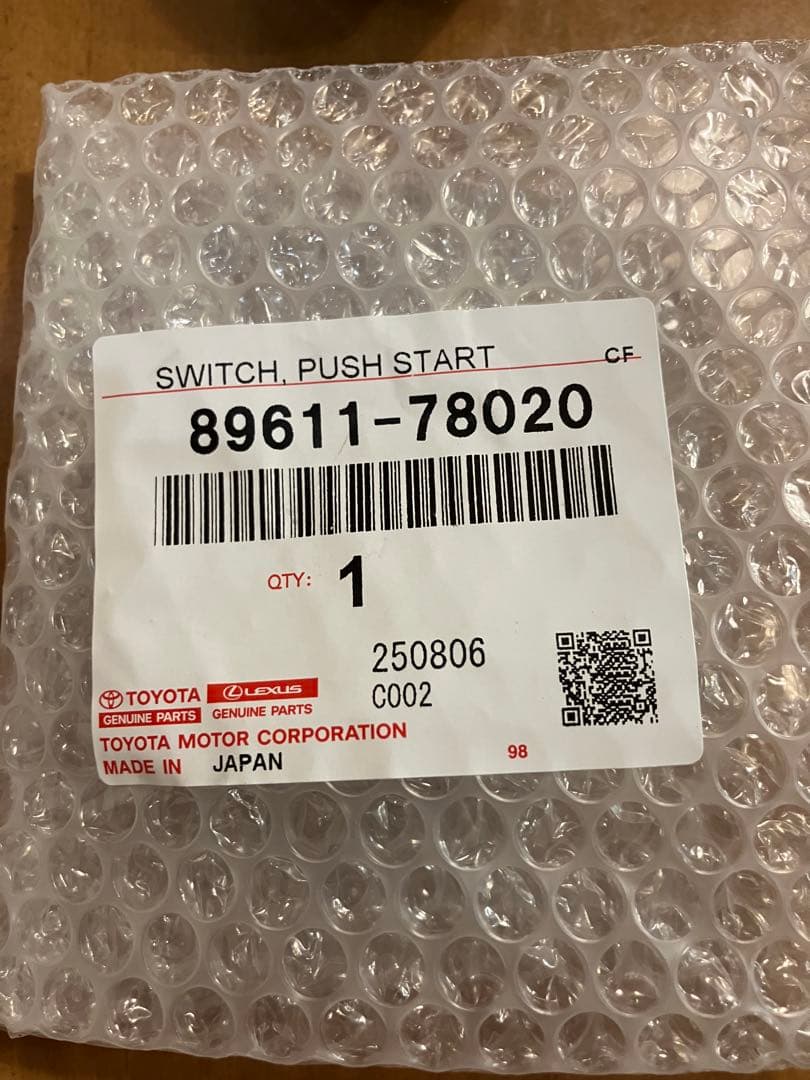 SWITCH, PUSH START CF
89611-78020
QTY: 1
250806
C002
TOYOTA LEXUS
GENUINE PARTS GENUINE PARTS
TOYOTA MOTOR CORPORATION
MADE IN JAPAN 98